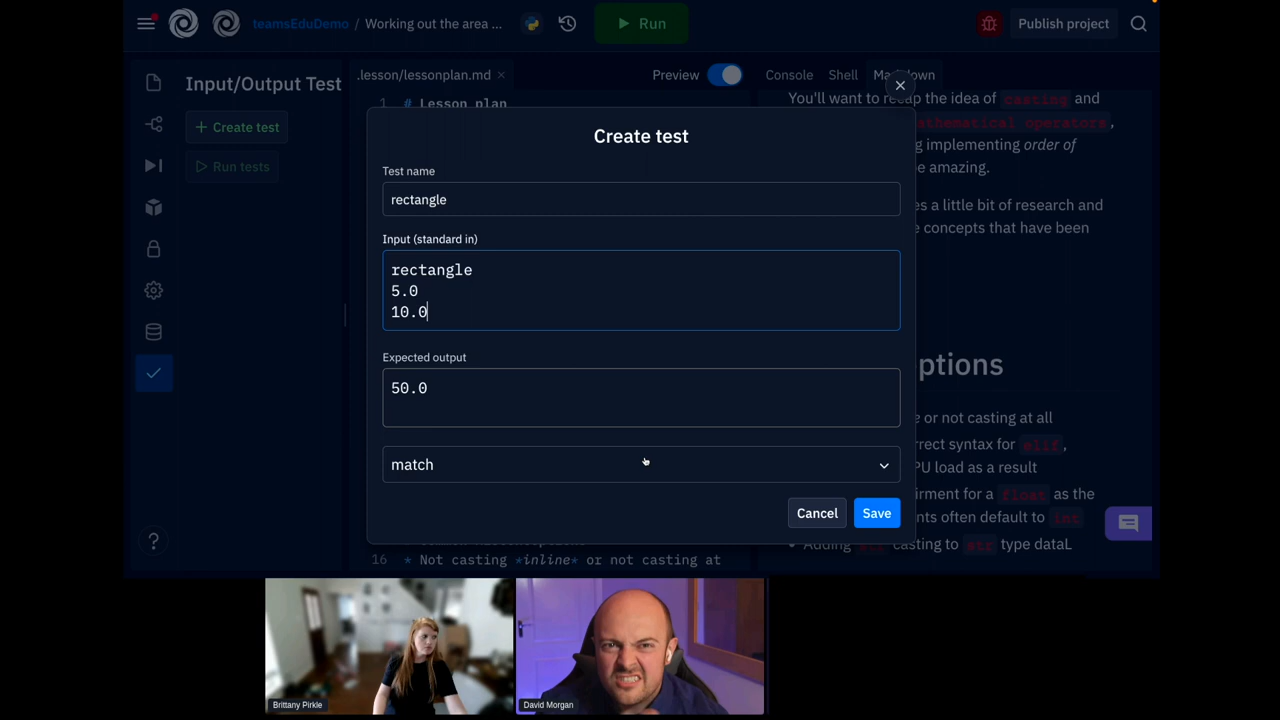 teamsEduDemo / Working out the area ...
Run
Publish project
Input/Output Test
Create test
Run tests
.lesson/lessonplan.md ×
Preview
Console
Shell
Markdown
1 # Lesson plan
Create test
Test name
rectangle
Input (standard in)
rectangle
5.0
10.0
Expected output
50.0
match
Cancel
Save
You'll want to recap the idea of casting and
mathematical operators,
implementing order of
e amazing.
es a little bit of research and
e concepts that have been
ptions
e or not casting at all
rrect syntax for elif,
PU load as a result
irment for a float as the
nts often default to int
Adding casting to str type dataL
16 * Not casting *inline* or not casting at
Brittany Pirkle
David Morgan